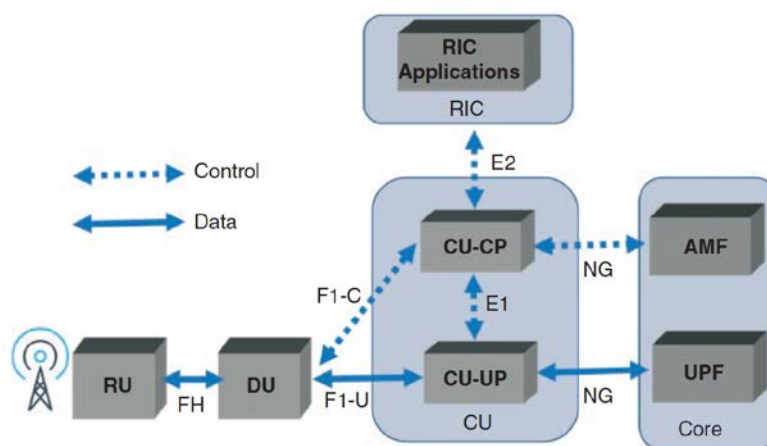 RIC
Applications
RIC
E2
Control
Data
CU-CP
NG
AMF
F1-C
E1
RU
FH
DU
F1-U
CU-UP
NG
UPF
CU
Core